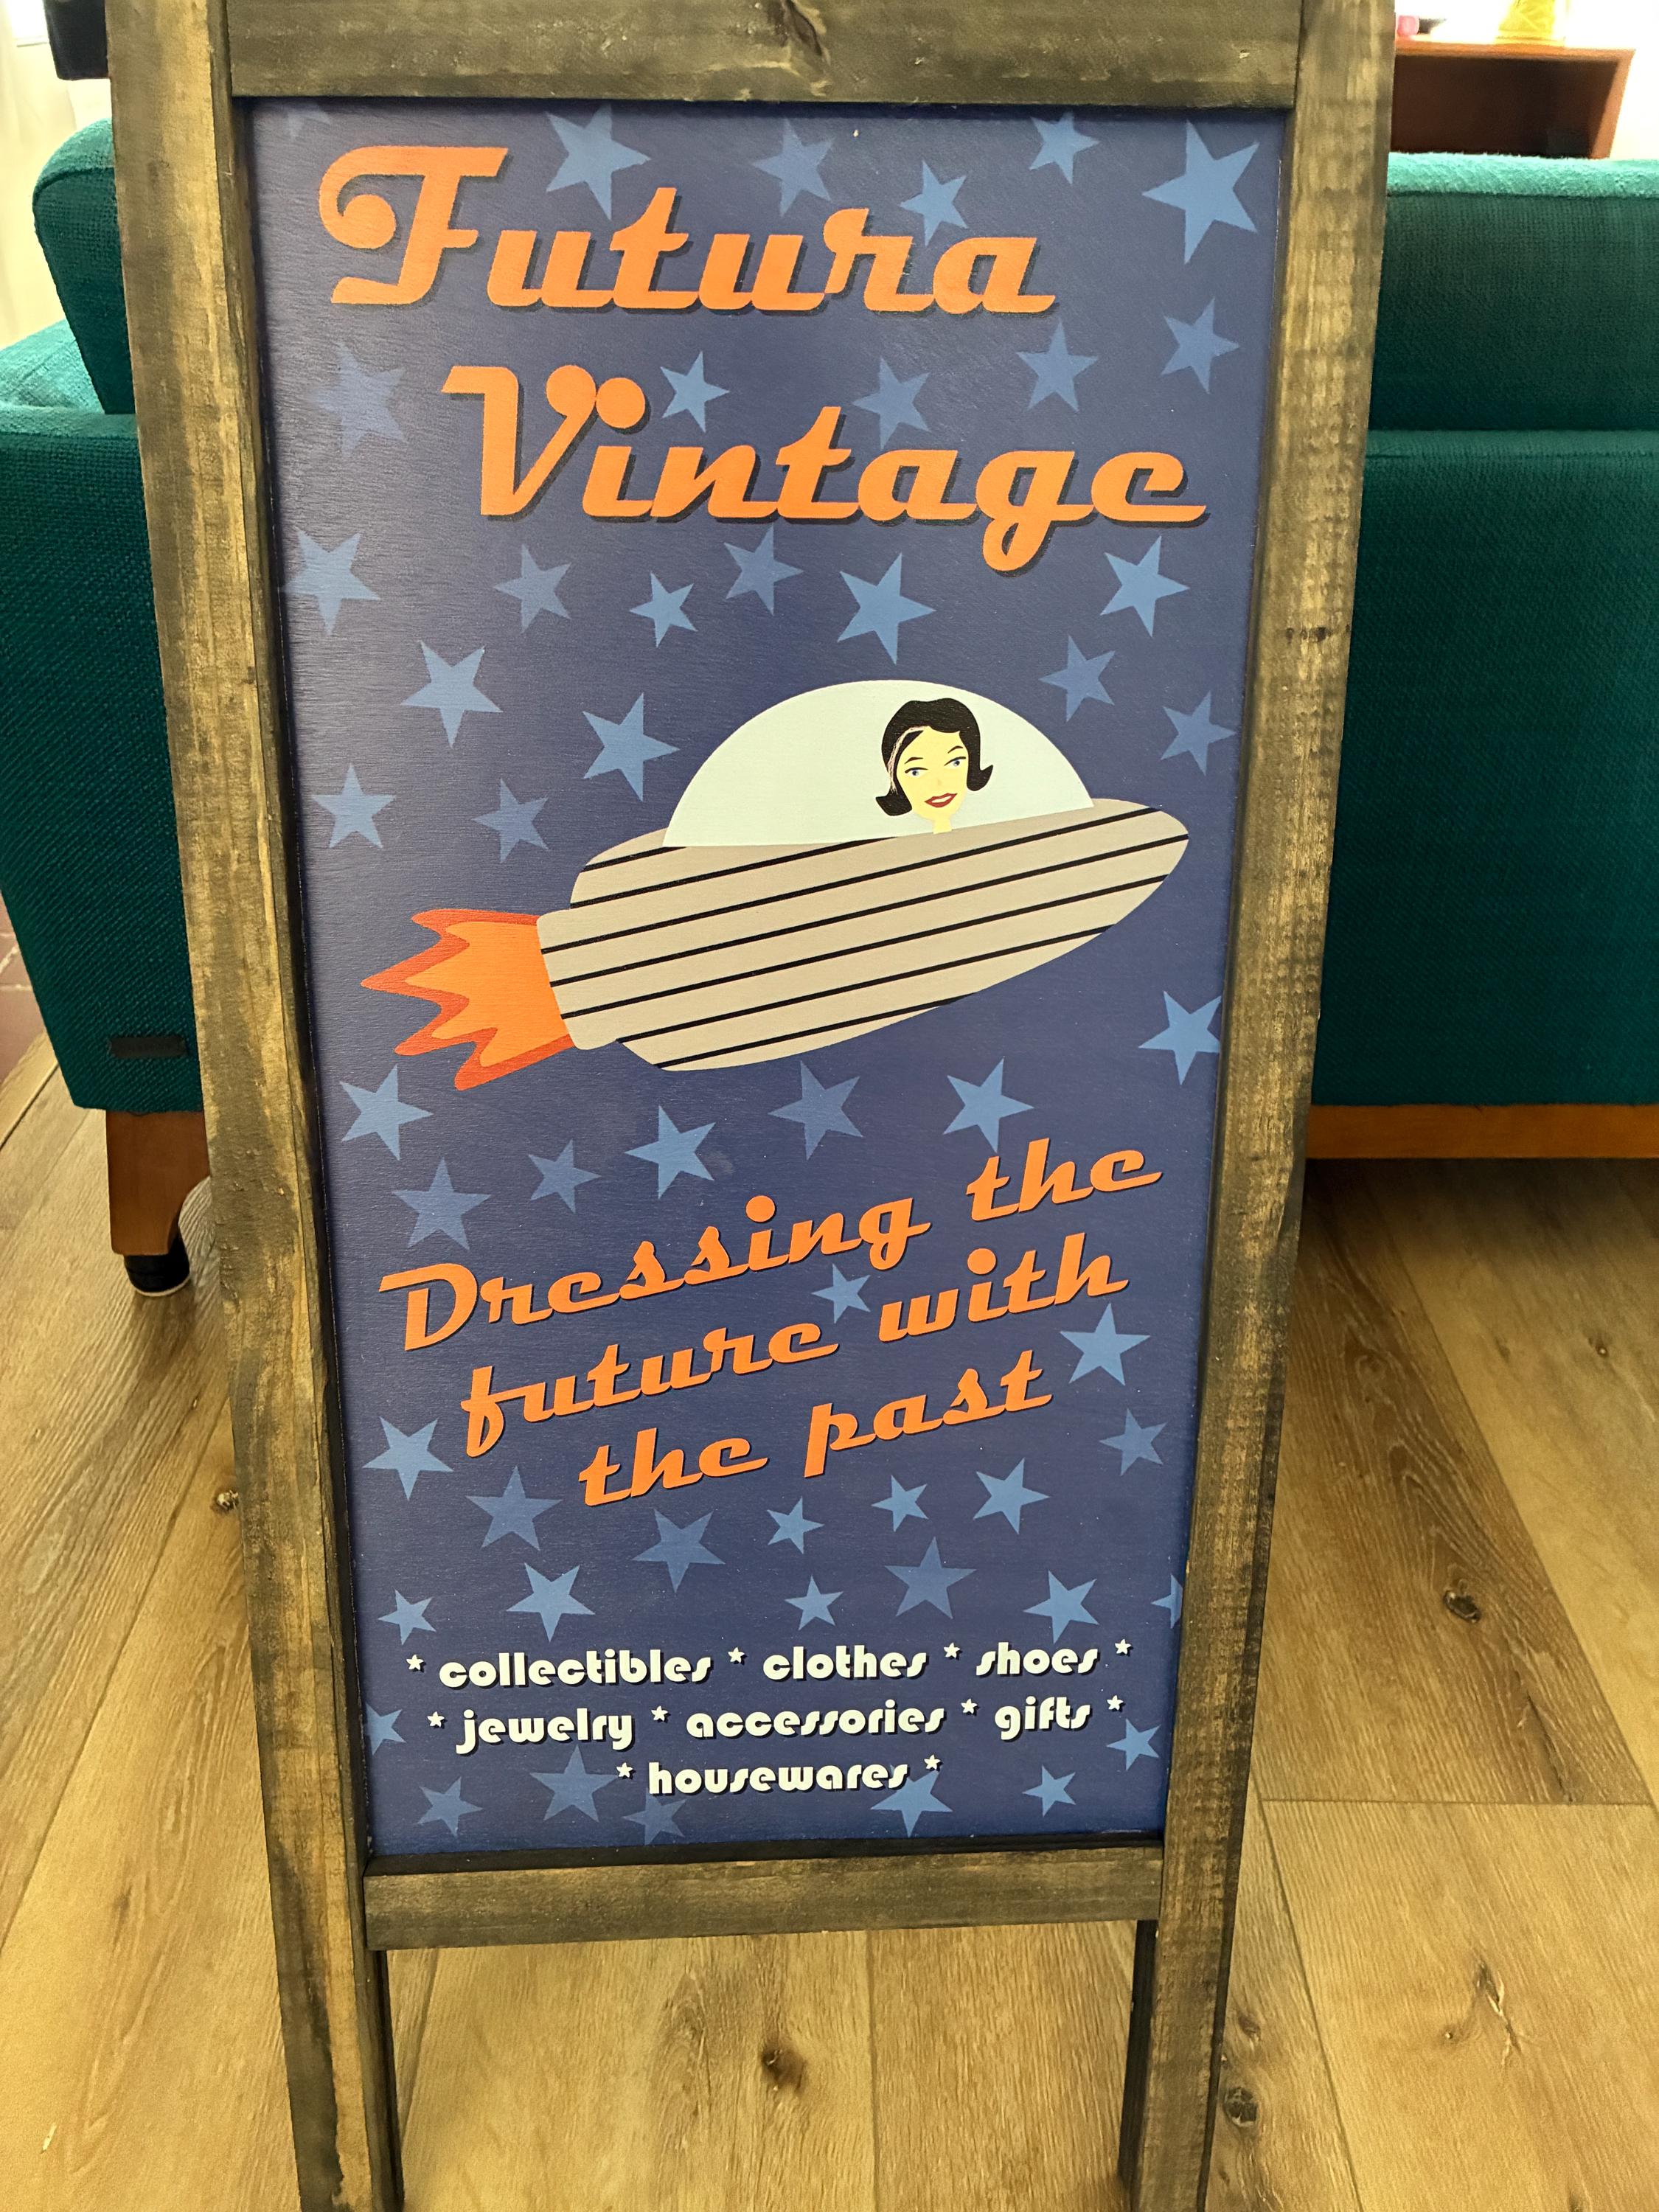 Futura
Vintage
Dressing the
future with
the past
* collectibles * clothes * shoes *
* jewelry * accessories * gifts *
* housewares *